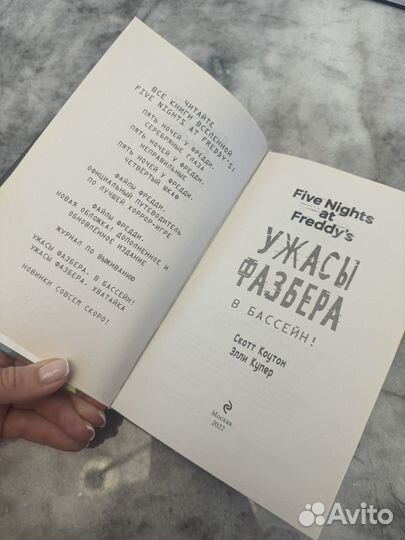 ЧИТАЙТЕ
ВСЕ КНИГИ ВСЕЛЕННОЙ
FIVE NIGHTS AT FREDDY'S:
ПЯТЬ НОЧЕЙ У ФРЕДДИ.
СЕРЕБРЯНЫЕ ГЛАЗА
ПЯТЬ НОЧЕЙ У ФРЕДДИ.
НЕПРАВИЛЬНЫЕ
ПЯТЬ НОЧЕЙ У ФРЕДДИ.
ЧЕТВЕРТЫЙ ШКАФ
ФАЙЛЫ ФРЕДДИ.
ОФИЦИАЛЬНЫЙ ПУТЕВОДИТЕЛЬ
ПО ЛУЧШЕЙ ХОРРОР-ИГРЕ
ФАЙЛЫ ФРЕДДИ.
НОВАЯ ОБЛОЖКА! ДОПОЛНЕННОЕ И
ОБНОВЛЕННОЕ ИЗДАНИЕ
ЖУРНАЛ ПО ВЫЖИВАНИЮ
УЖАСЫ ФАЗБЕРА. В БАССЕЙН!
УЖАСЫ ФАЗБЕРА. ХВАТАЙКА
НОВИНКИ СОВСЕМ СКОРО!
Five Nights
at
Freddy's
УЖАСЫ
ФАЗБЕРА
В БАССЕЙН!
Скотт Коутон
Элли Купер
Москва
2022
Avito